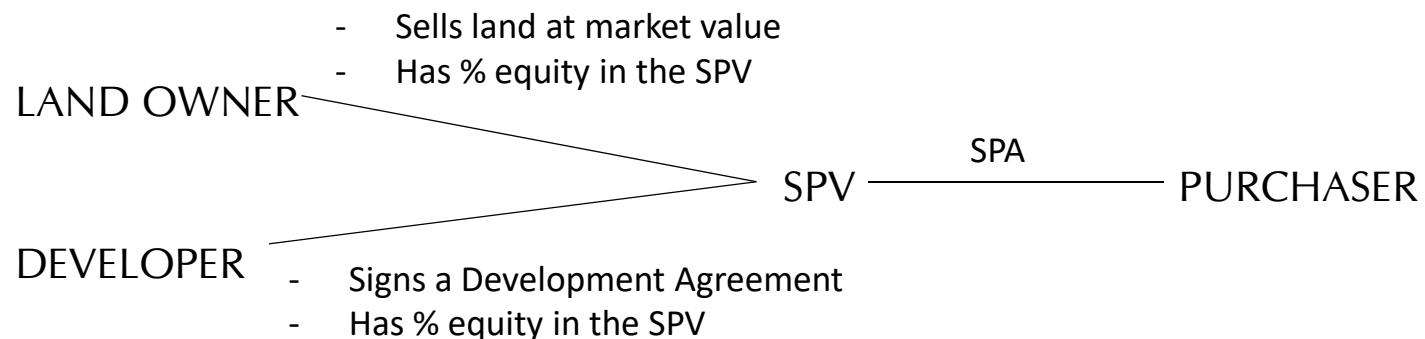 - Sells land at market value
- Has % equity in the SPV
LAND OWNER
SPA
SPV
PURCHASER
DEVELOPER
- Signs a Development Agreement
- Has % equity in the SPV